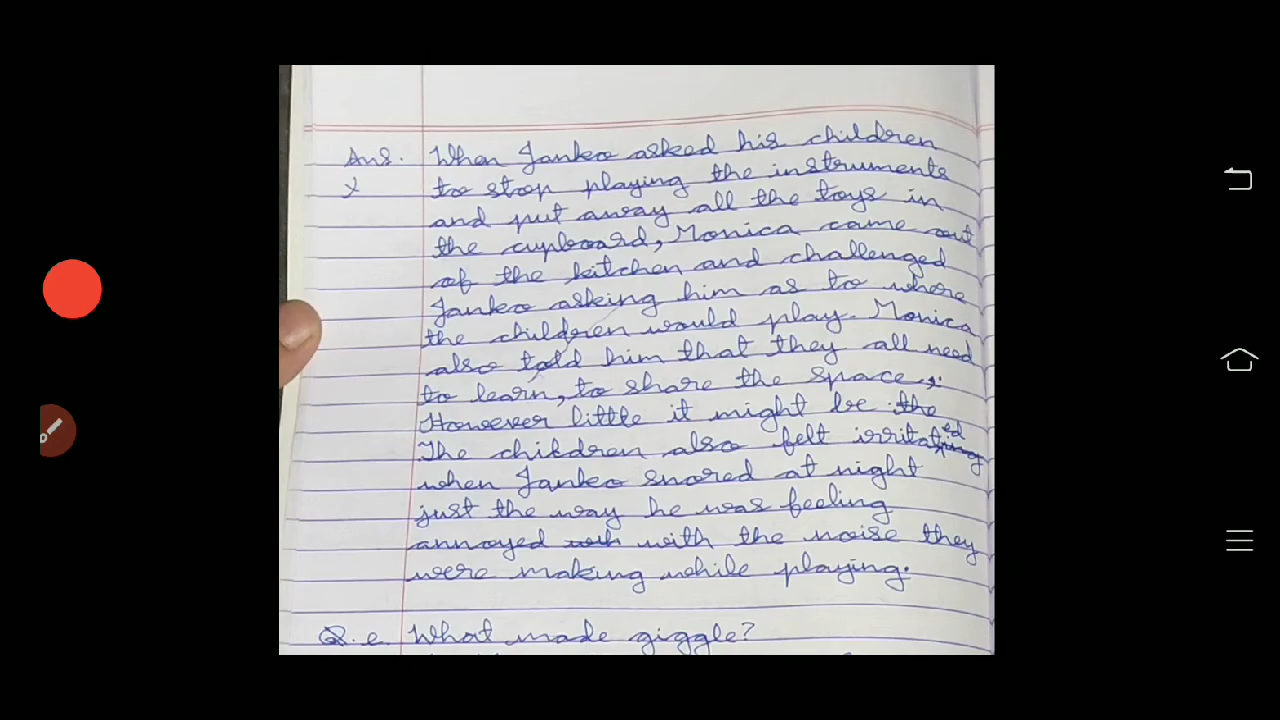 Ans. When Janko asked his children
to stop playing the instruments
and put away all the toys in
the cupboard, Monica came out
of the kitchen and challenged
Janko asking him as to where
the children would play. Monica
also told him that they all need
to learn, to share the space,
However little it might be the
The children also felt irritated
when Janko snored at night
just the way he was feeling
annoyed with the noise they
were making while playing.
Q. e. What made giggle?